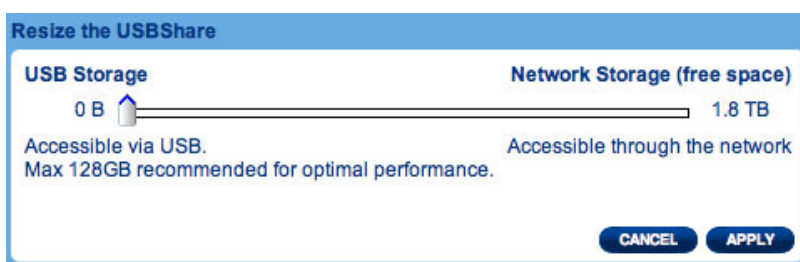 Resize the USBShare
USB Storage Network Storage (free space)
0 B 1.8 TB
Accessible via USB. Accessible through the network
Max 128GB recommended for optimal performance.
CANCEL APPLY